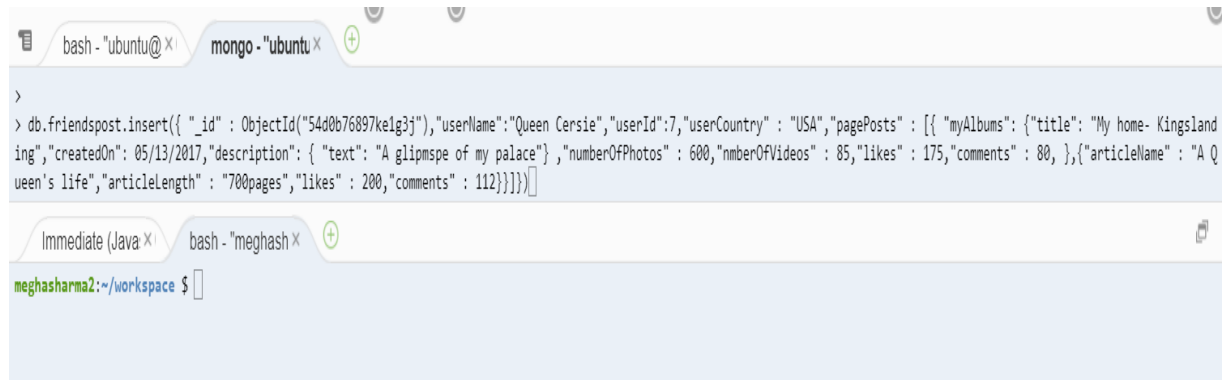 bash - "ubuntu@
mongo - "ubuntu
>
> db.friendspost.insert({ "_id" : ObjectId("54d0b76897ke1g3j"),"userName":"Queen Cersie","userId":7,"userCountry" : "USA","pagePosts" : [{ "myAlbums": {"title": "My home- Kingsland
ing","createdOn": 05/13/2017,"description": { "text": "A glipmspe of my palace"} ,"numberOfPhotos" : 600,"nmberOfVideos" : 85,"likes" : 175,"comments" : 80, },{"articleName" : "A Q
ueen's life","articleLength" : "700pages","likes" : 200,"comments" : 112}}]})
Immediate (Java
bash - "meghash
meghasharma2:~/workspace $